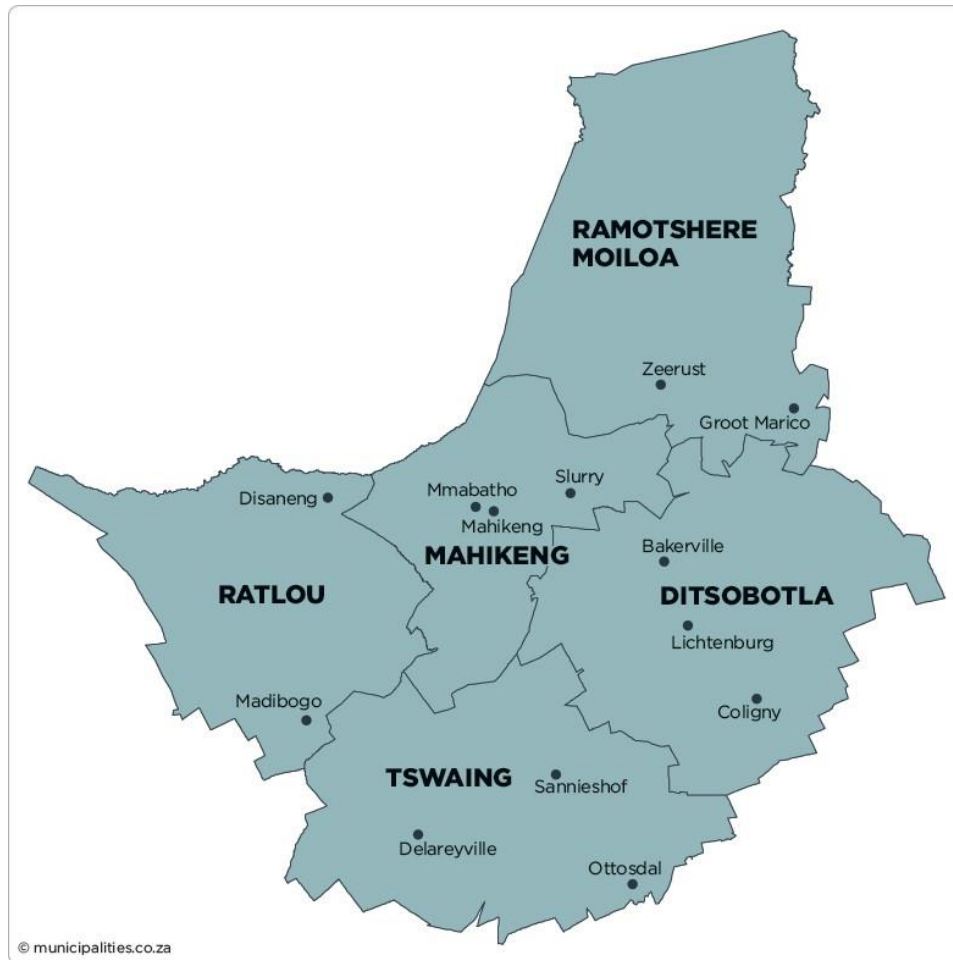 RAMOTSHERE
MOILOA
Zeerust
Groot Marico
Slurry
Disaneng
Mmabatho
Mahikeng
MAHIKENG
Bakerville
RATLOU
DITSOBOTLA
Lichtenburg
Madibogo
Coligny
TSWAING
Sannieshof
Delareyville
Ottosdal
© municipalities.co.za